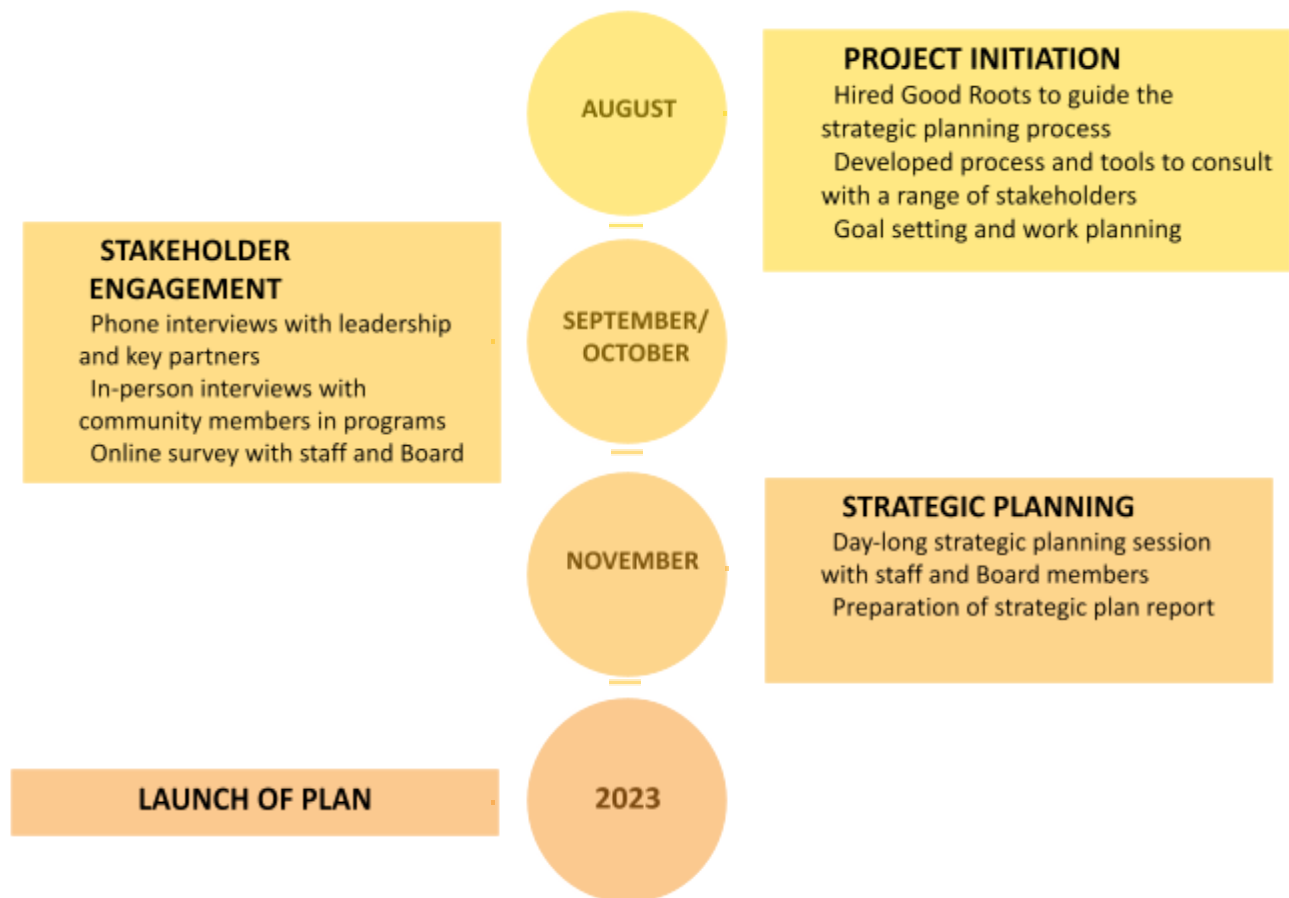 AUGUST
PROJECT INITIATION
Hired Good Roots to guide the
strategic planning process
Developed process and tools to consult
with a range of stakeholders
Goal setting and work planning
STAKEHOLDER
ENGAGEMENT
Phone interviews with leadership
and key partners
In-person interviews with
community members in programs
Online survey with staff and Board
SEPTEMBER/
OCTOBER
NOVEMBER
STRATEGIC PLANNING
Day-long strategic planning session
with staff and Board members
Preparation of strategic plan report
LAUNCH OF PLAN
2023